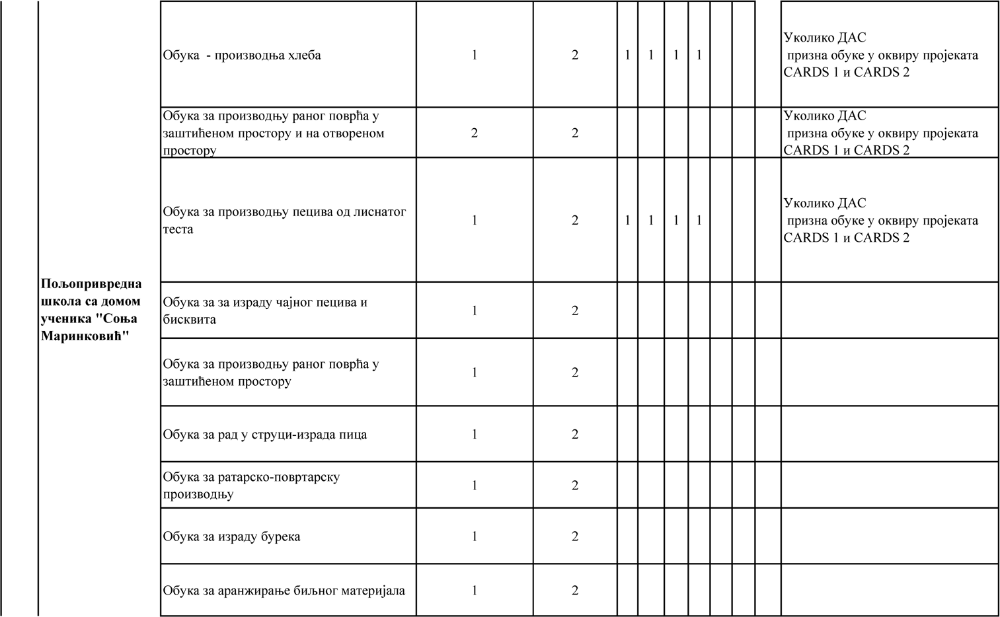 Обука - производња хлеба 1 2 1 1 1 1
Уколико ДАС
призна обуке у оквиру пројеката
CARDS 1 и CARDS 2
Обука за производњу раног поврћа у
заштићеном простору и на отвореном
простору
2 2
Уколико ДАС
призна обуке у оквиру пројеката
CARDS 1 и CARDS 2
Обука за производњу пецива од лиснатог
теста
1 2 1 1 1 1
Уколико ДАС
призна обуке у оквиру пројеката
CARDS 1 и CARDS 2
Пољопривредна
школа са домом
ученика "Соња
Маринковић"
Обука за за израду чајног пецива и
бисквита
1 2
Обука за производњу раног поврћа у
заштићеном простору
1 2
Обука за рад у струци-израда пица 1 2
Обука за ратарско-повртарску
производњу
1 2
Обука за израду бурека 1 2
Обука за аранжирање биљног материјала 1 2